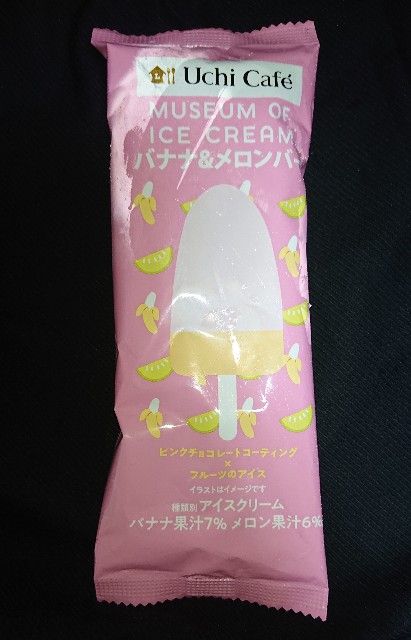 Uchi Café
MUSEUM OF
ICE CREAM
バナナ&メロンバー
ピンクチョコレートコーティング
×
フルーツのアイス
イラストはイメージです
種類別 アイスクリーム
バナナ果汁7% メロン果汁6%